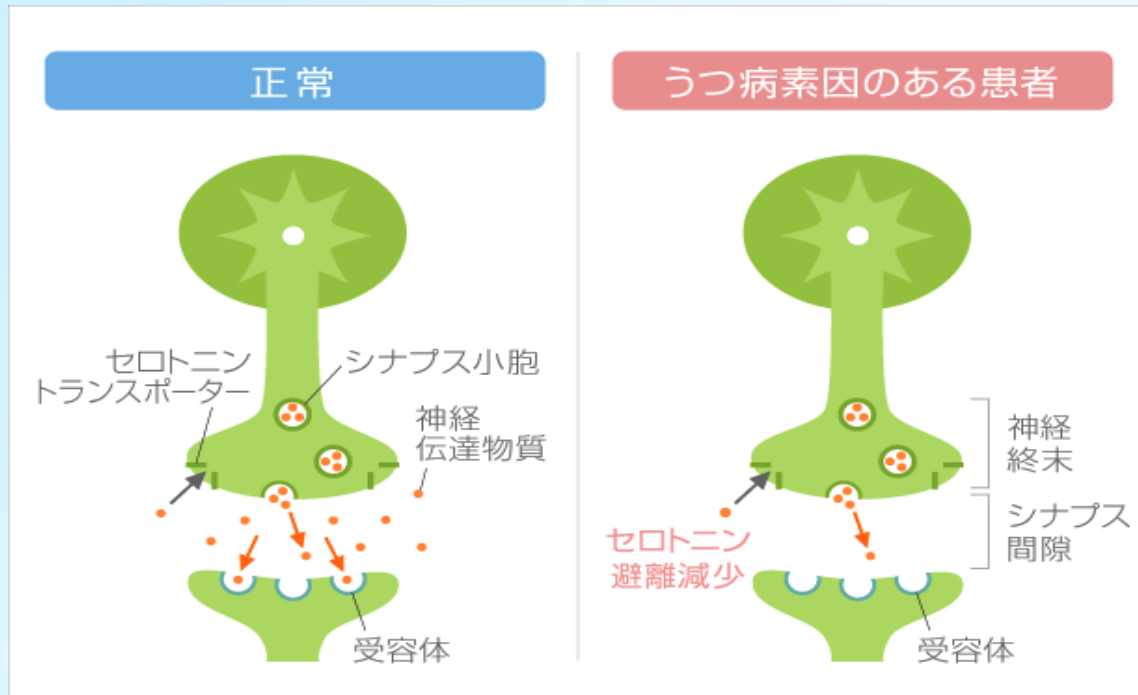 正常
うつ病素因のある患者
セロトニン
トランスポーター
シナプス小胞
神経
伝達物質
受容体
神経
終末
シナプス
間隙
セロトニン
避離減少
受容体